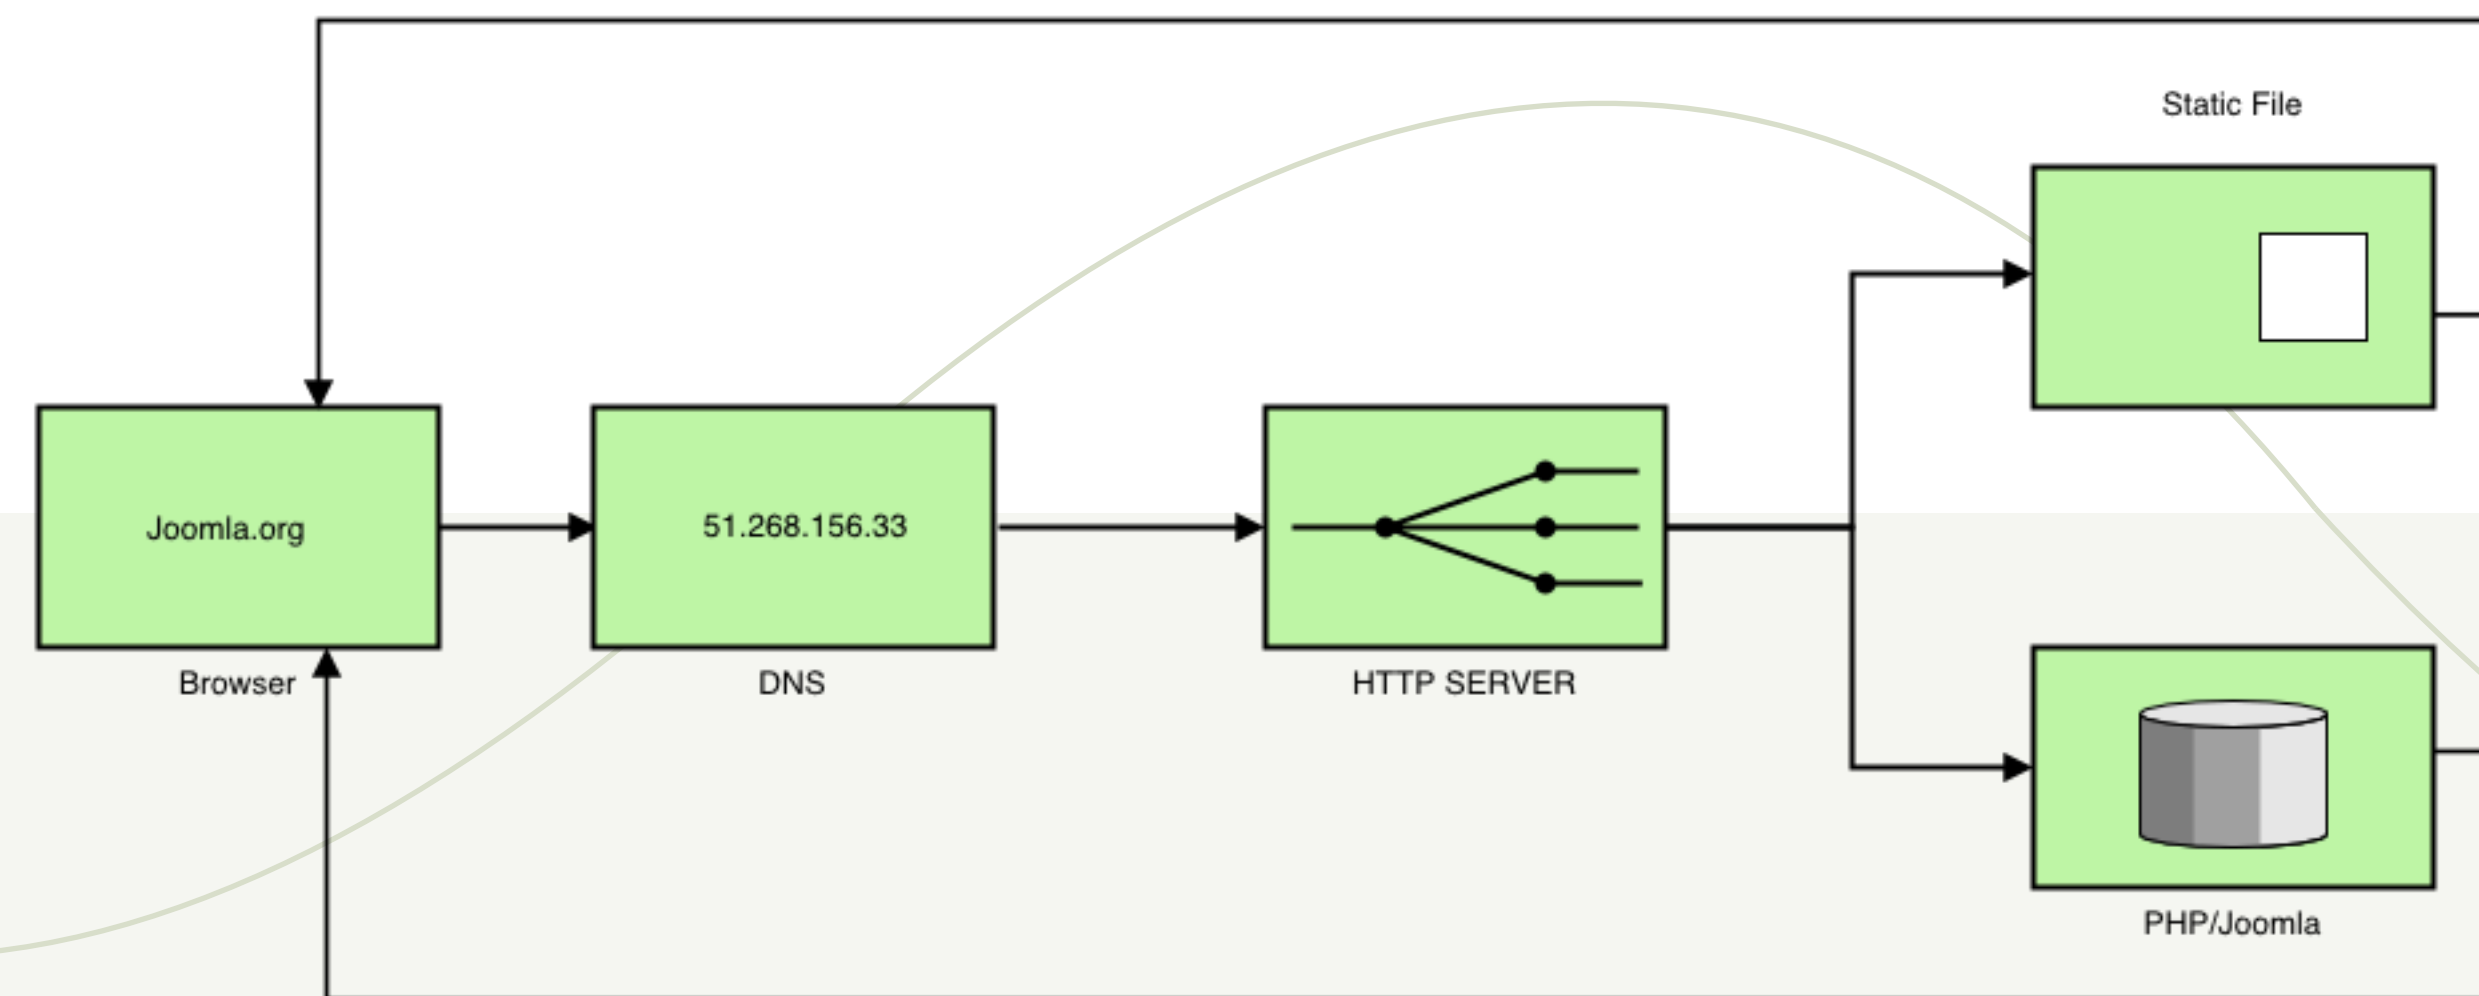 Static File
Joomla.org
51.268.156.33
Browser
DNS
HTTP SERVER
PHP/Joomla